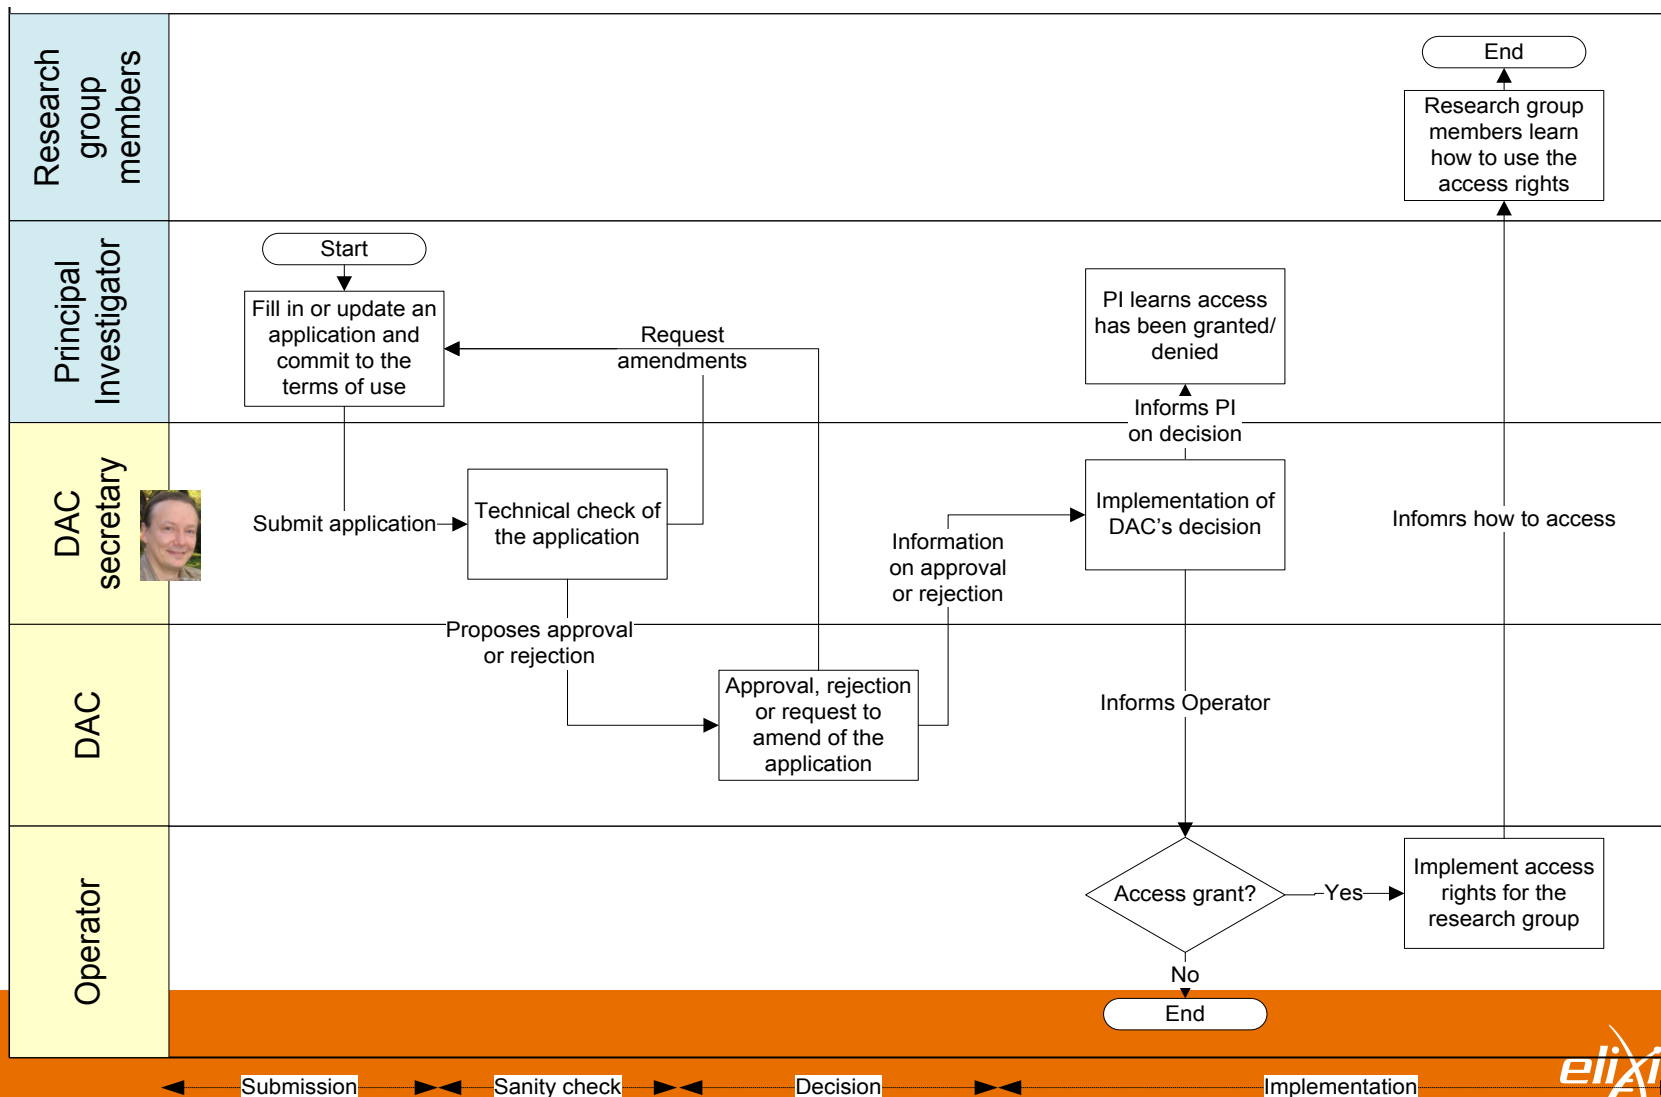 Research
group
members
End
Research group
members learn
how to use the
access rights
Principal
Investigator
Start
Fill in or update an
application and
commit to the
terms of use
Request
amendments
PI learns access
has been granted/
denied
Informs PI
on decision
DAC
secretary
Submit application
Technical check of
the application
Information
on approval
or rejection
Implementation of
DAC's decision
Infomrs how to access
Proposes approval
or rejection
DAC
Approval, rejection
or request to
amend of the
application
Informs Operator
Operator
Access grant?
Yes
Implement access
rights for the
research group
No
End
Submission
Sanity check
Decision
Implementation
elixi